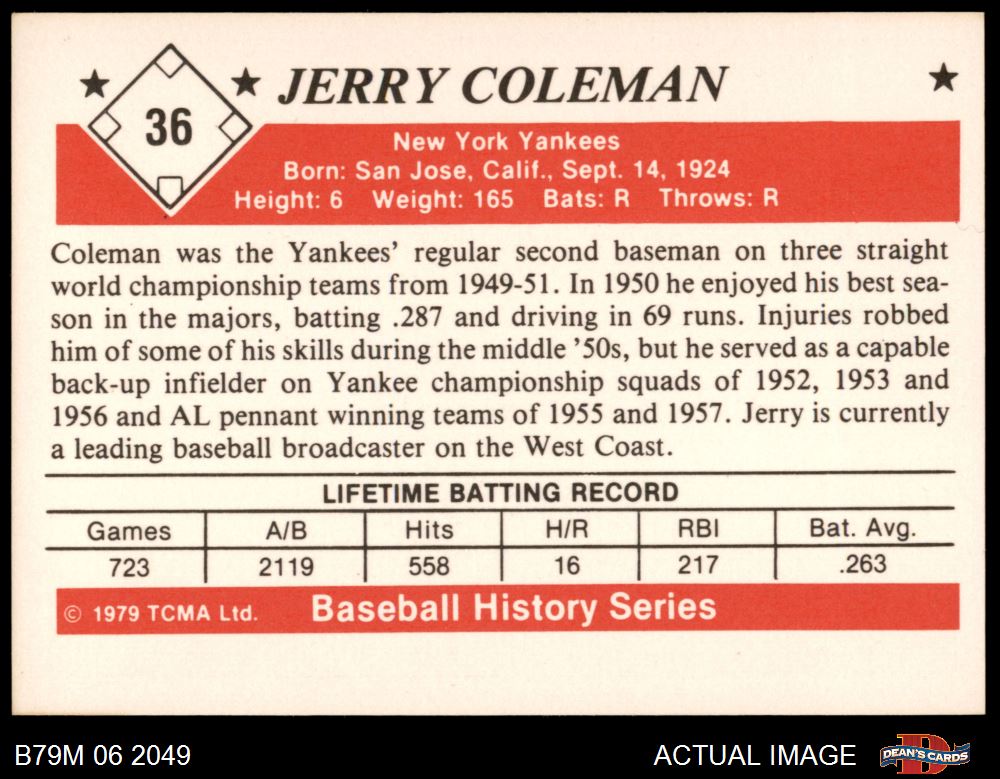 36
JERRY COLEMAN
New York Yankees
Born: San Jose, Calif., Sept. 14, 1924
Height: 6 Weight: 165 Bats: R Throws: R
Coleman was the Yankees' regular second baseman on three straight
world championship teams from 1949-51. In 1950 he enjoyed his best sea-
son in the majors, batting .287 and driving in 69 runs. Injuries robbed
him of some of his skills during the middle '50s, but he served as a capable
back-up infielder on Yankee championship squads of 1952, 1953 and
1956 and AL pennant winning teams of 1955 and 1957. Jerry is currently
a leading baseball broadcaster on the West Coast.
LIFETIME BATTING RECORD
Games A/B Hits H/R RBI Bat. Avg.
723 2119 558 16 217 .263
© 1979 TCMA Ltd. Baseball History Series
B79M 06 2049 ACTUAL IMAGE D DEAN'S CARDS